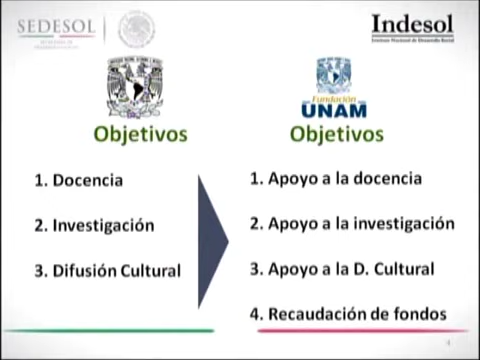 SEDESOL
Indesol
Instituto Nacional de Desarrollo Social
Fundación
UNAM
Objetivos
1. Docencia
2. Investigación
3. Difusión Cultural
Objetivos
1. Apoyo a la docencia
2. Apoyo a la investigación
3. Apoyo a la D. Cultural
4. Recaudación de fondos
4